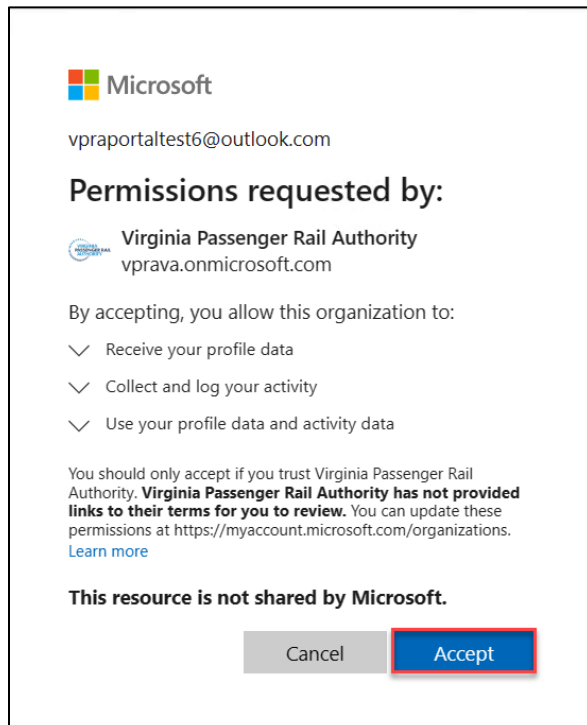 Microsoft
vpraportaltest6@outlook.com
Permissions requested by:
VIRGINIA
PASSENGER RAIL
AUTHORITY
Virginia Passenger Rail Authority
vprava.onmicrosoft.com
By accepting, you allow this organization to:
Receive your profile data
Collect and log your activity
Use your profile data and activity data
You should only accept if you trust Virginia Passenger Rail
Authority. Virginia Passenger Rail Authority has not provided
links to their terms for you to review. You can update these
permissions at https://myaccount.microsoft.com/organizations.
Learn more
This resource is not shared by Microsoft.
Cancel
Accept